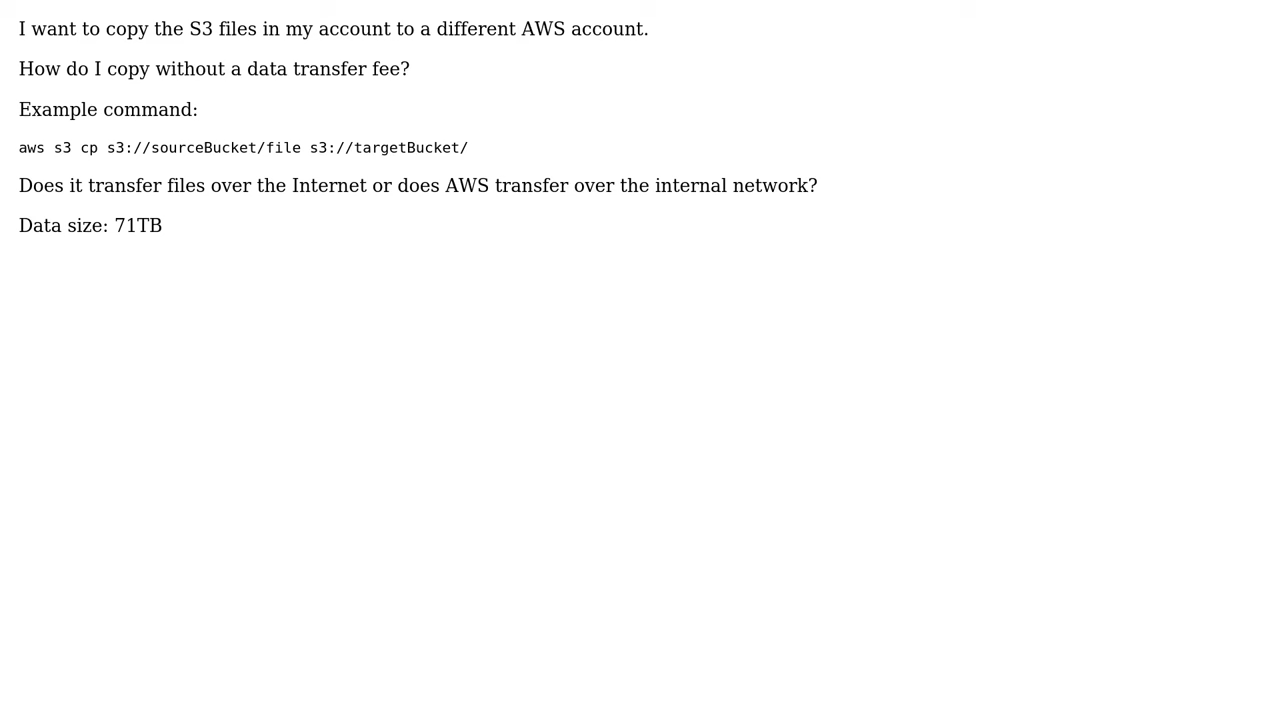 I want to copy the S3 files in my account to a different AWS account.
How do I copy without a data transfer fee?
Example command:
aws s3 cp s3://sourceBucket/file s3://targetBucket/
Does it transfer files over the Internet or does AWS transfer over the internal network?
Data size: 71TB